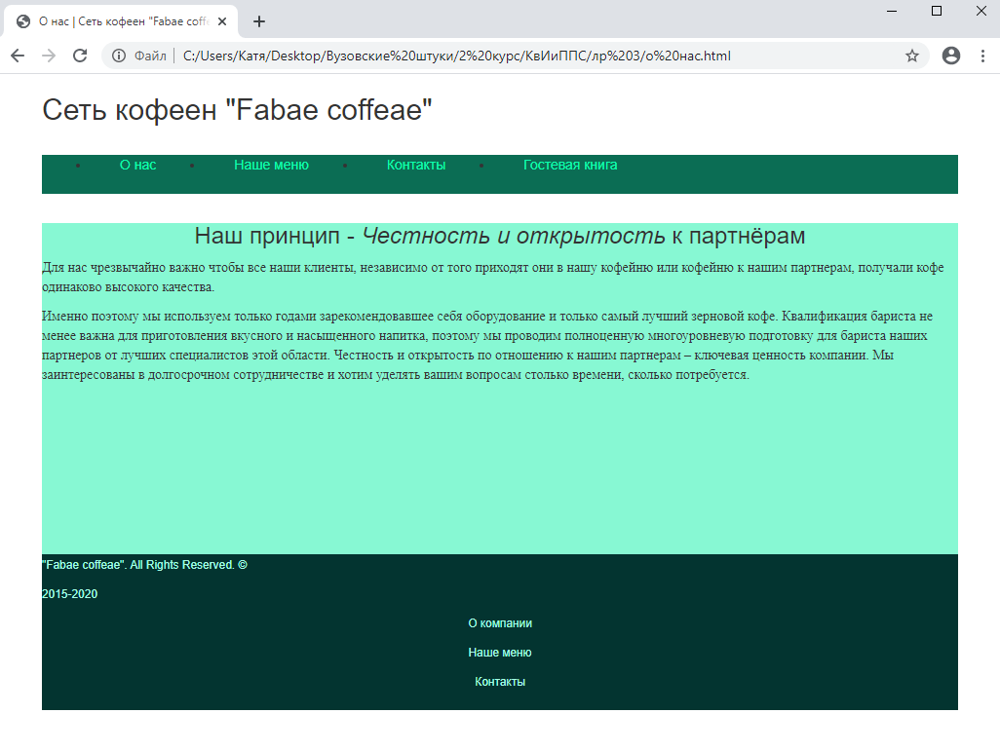 О нас | Сеть кофеен "Fabae coff
Файл | C:/Users/Катя/Desktop/Вузовские%20штуки/2%20курс/КвИиППС/лр%203/о%20нас.html
Сеть кофеен "Fabae coffeae"
• О нас • Наше меню • Контакты • Гостевая книга
Наш принцип - Честность и открытость к партнёрам
Для нас чрезвычайно важно чтобы все наши клиенты, независимо от того приходят они в нашу кофейню или кофейню к нашим партнерам, получали кофе
одинаково высокого качества.
Именно поэтому мы используем только годами зарекомендовавшее себя оборудование и только самый лучший зерновой кофе. Квалификация бариста не
менее важна для приготовления вкусного и насыщенного напитка, поэтому мы проводим полноценную многоуровневую подготовку для бариста наших
партнеров от лучших специалистов этой области. Честность и открытость по отношению к нашим партнерам – ключевая ценность компании. Мы
заинтересованы в долгосрочном сотрудничестве и хотим уделять вашим вопросам столько времени, сколько потребуется.
"Fabae coffeae". All Rights Reserved. ©
2015-2020
О компании
Наше меню
Контакты